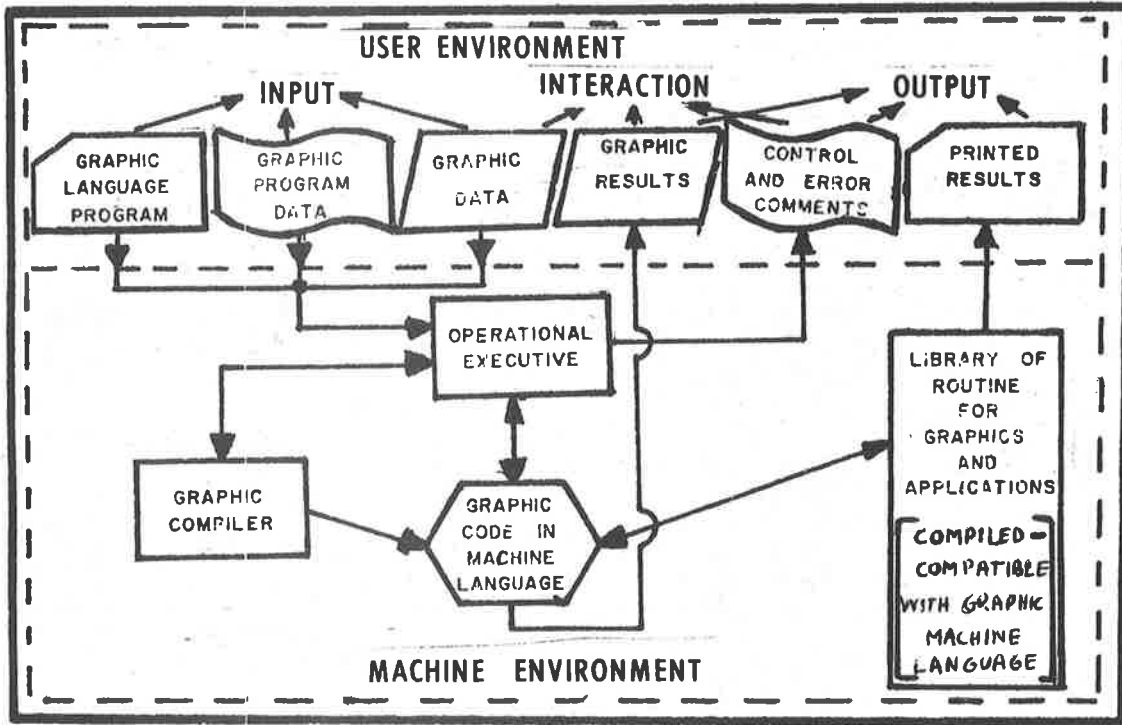 USER ENVIRONMENT
INPUT
INTERACTION
OUTPUT
GRAPHIC
LANGUAGE
PROGRAM
GRAPHIC
PROGRAM
DATA
GRAPHIC
DATA
GRAPHIC
RESULTS
CONTROL
AND ERROR
COMMENTS
PRINTED
RESULTS
OPERATIONAL
EXECUTIVE
LIBRARY OF
ROUTINE
FOR
GRAPHICS
AND
APPLICATIONS
COMPILED-
COMPATIBLE
WITH GRAPHIC
MACHINE
LANGUAGE
GRAPHIC
COMPILER
GRAPHIC
CODE IN
MACHINE
LANGUAGE
MACHINE ENVIRONMENT